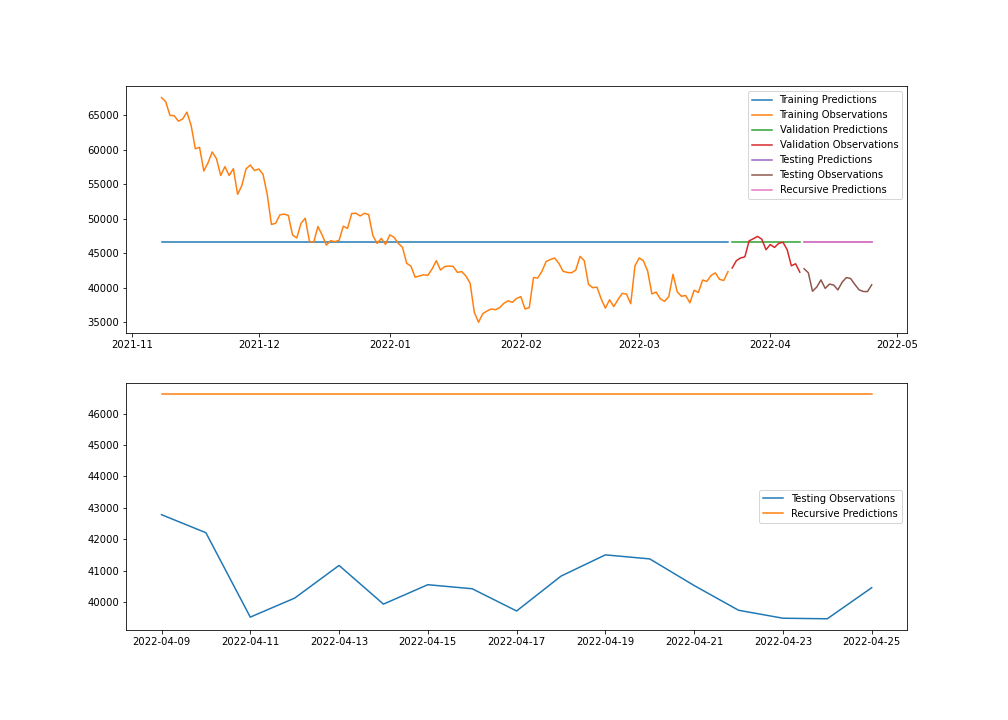 65000
60000
55000
50000
45000
40000
35000
Training Predictions
Training Observations
Validation Predictions
Validation Observations
Testing Predictions
Testing Observations
Recursive Predictions
2021-11 2021-12 2022-01 2022-02 2022-03 2022-04 2022-05
46000
45000
44000
43000
42000
41000
40000
Testing Observations
Recursive Predictions
2022-04-09 2022-04-11 2022-04-13 2022-04-15 2022-04-17 2022-04-19 2022-04-21 2022-04-23 2022-04-25